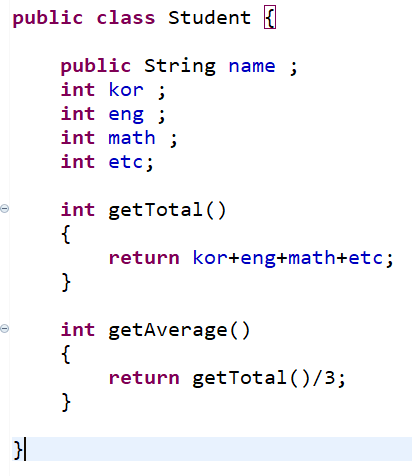 public class Student {
public String name ;
int kor ;
int eng ;
int math ;
int etc;
int getTotal()
{
return kor+eng+math+etc;
}
int getAverage()
{
return getTotal()/3;
}
}